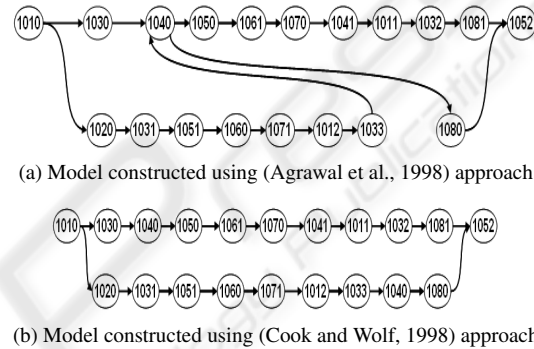 1010 1030 1040 1050 1061 1070 1041 1011 1032 1081 1052
1020 1031 1051 1060 1071 1012 1033 1080
(a) Model constructed using (Agrawal et al., 1998) approach
1010 1030 1040 1050 1061 1070 1041 1011 1032 1081 1052
1020 1031 1051 1060 1071 1012 1033 1040 1080
(b) Model constructed using (Cook and Wolf, 1998) approach